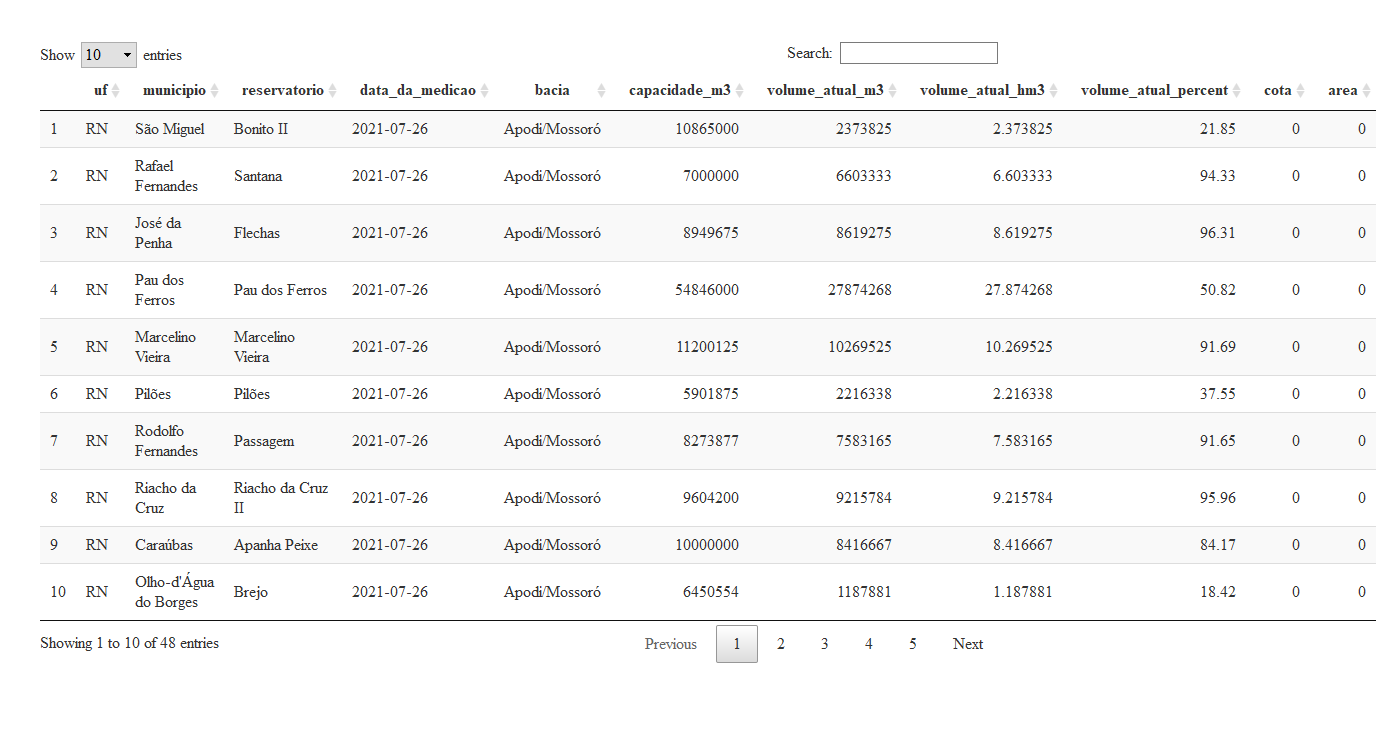 Show 10 entries Search:
uf municipio reservatorio data_da_medicao bacia capacidade_m3 volume_atual_m3 volume_atual_hm3 volume_atual_percent cota area
1 RN São Miguel Bonito II 2021-07-26 Apodi/Mossoró 10865000 2373825 2.373825 21.85 0 0
2 RN Rafael Fernandes Santana 2021-07-26 Apodi/Mossoró 7000000 6603333 6.603333 94.33 0 0
3 RN José da Penha Flechas 2021-07-26 Apodi/Mossoró 8949675 8619275 8.619275 96.31 0 0
4 RN Pau dos Ferros Pau dos Ferros 2021-07-26 Apodi/Mossoró 54846000 27874268 27.874268 50.82 0 0
5 RN Marcelino Vieira Marcelino Vieira 2021-07-26 Apodi/Mossoró 11200125 10269525 10.269525 91.69 0 0
6 RN Pilões Pilões 2021-07-26 Apodi/Mossoró 5901875 2216338 2.216338 37.55 0 0
7 RN Rodolfo Fernandes Passagem 2021-07-26 Apodi/Mossoró 8273877 7583165 7.583165 91.65 0 0
8 RN Riacho da Cruz Riacho da Cruz II 2021-07-26 Apodi/Mossoró 9604200 9215784 9.215784 95.96 0 0
9 RN Caraúbas Apanha Peixe 2021-07-26 Apodi/Mossoró 10000000 8416667 8.416667 84.17 0 0
10 RN Olho-d'Água do Borges Brejo 2021-07-26 Apodi/Mossoró 6450554 1187881 1.187881 18.42 0 0
Showing 1 to 10 of 48 entries Previous 1 2 3 4 5 Next